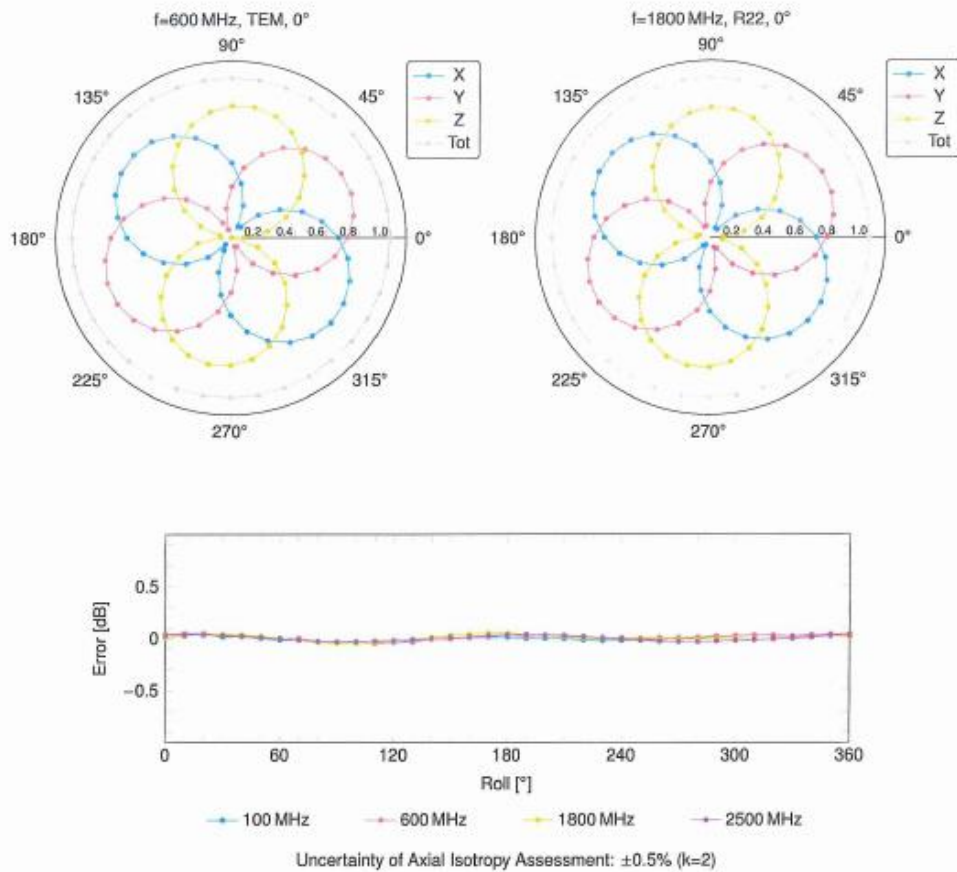 f=600 MHz, TEM, 0°
f=1800 MHz, R22, 0°
90°
135°
45°
180°
0°
225°
315°
270°
0.2 0.4 0.6 0.8 1.0
X
Y
Z
Tot
90°
135°
45°
180°
0°
225°
315°
270°
0.2 0.4 0.6 0.8 1.0
X
Y
Z
Tot
Error [dB]
0.5
0
−0.5
0 60 120 180 240 300 360
Roll [°]
100 MHz 600 MHz 1800 MHz 2500 MHz
Uncertainty of Axial Isotropy Assessment: ±0.5% (k=2)